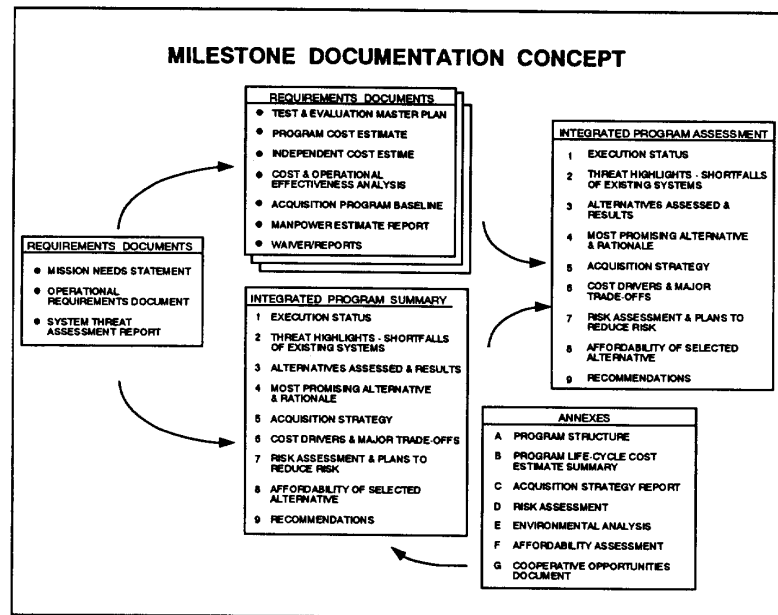 MILESTONE DOCUMENTATION CONCEPT
REQUIREMENTS DOCUMENTS
● MISSION NEEDS STATEMENT
● OPERATIONAL
REQUIREMENTS DOCUMENT
● SYSTEM THREAT
ASSESSMENT REPORT
REQUIREMENTS DOCUMENTS
● TEST & EVALUATION MASTER PLAN
● PROGRAM COST ESTIMATE
● INDEPENDENT COST ESTIME
● COST & OPERATIONAL
EFFECTIVENESS ANALYSIS
● ACQUISITION PROGRAM BASELINE
● MANPOWER ESTIMATE REPORT
● WAIVER/REPORTS
INTEGRATED PROGRAM SUMMARY
1 EXECUTION STATUS
2 THREAT HIGHLIGHTS - SHORTFALLS
OF EXISTING SYSTEMS
3 ALTERNATIVES ASSESSED & RESULTS
4 MOST PROMISING ALTERNATIVE
& RATIONALE
5 ACQUISITION STRATEGY
6 COST DRIVERS & MAJOR TRADE-OFFS
7 RISK ASSESSMENT & PLANS TO
REDUCE RISK
8 AFFORDABILITY OF SELECTED
ALTERNATIVE
9 RECOMMENDATIONS
INTEGRATED PROGRAM ASSESSMENT
1 EXECUTION STATUS
2 THREAT HIGHLIGHTS - SHORTFALLS
OF EXISTING SYSTEMS
3 ALTERNATIVES ASSESSED &
RESULTS
4 MOST PROMISING ALTERNATIVE
& RATIONALE
5 ACQUISITION STRATEGY
6 COST DRIVERS & MAJOR
TRADE-OFFS
7 RISK ASSESSMENT & PLANS TO
REDUCE RISK
8 AFFORDABILITY OF SELECTED
ALTERNATIVE
9 RECOMMENDATIONS
ANNEXES
A PROGRAM STRUCTURE
B PROGRAM LIFE-CYCLE COST
ESTIMATE SUMMARY
C ACQUISITION STRATEGY REPORT
D RISK ASSESSMENT
E ENVIRONMENTAL ANALYSIS
F AFFORDABILITY ASSESSMENT
G COOPERATIVE OPPORTUNITIES
DOCUMENT